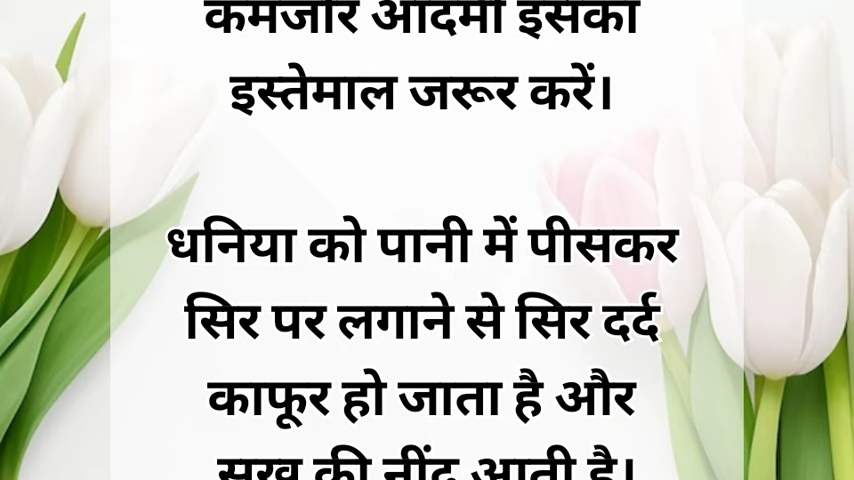 कमजोर आदमी इसका
इस्तेमाल जरूर करें।
धनिया को पानी में पीसकर
सिर पर लगाने से सिर दर्द
काफूर हो जाता है और
सुख की नींद आती है।